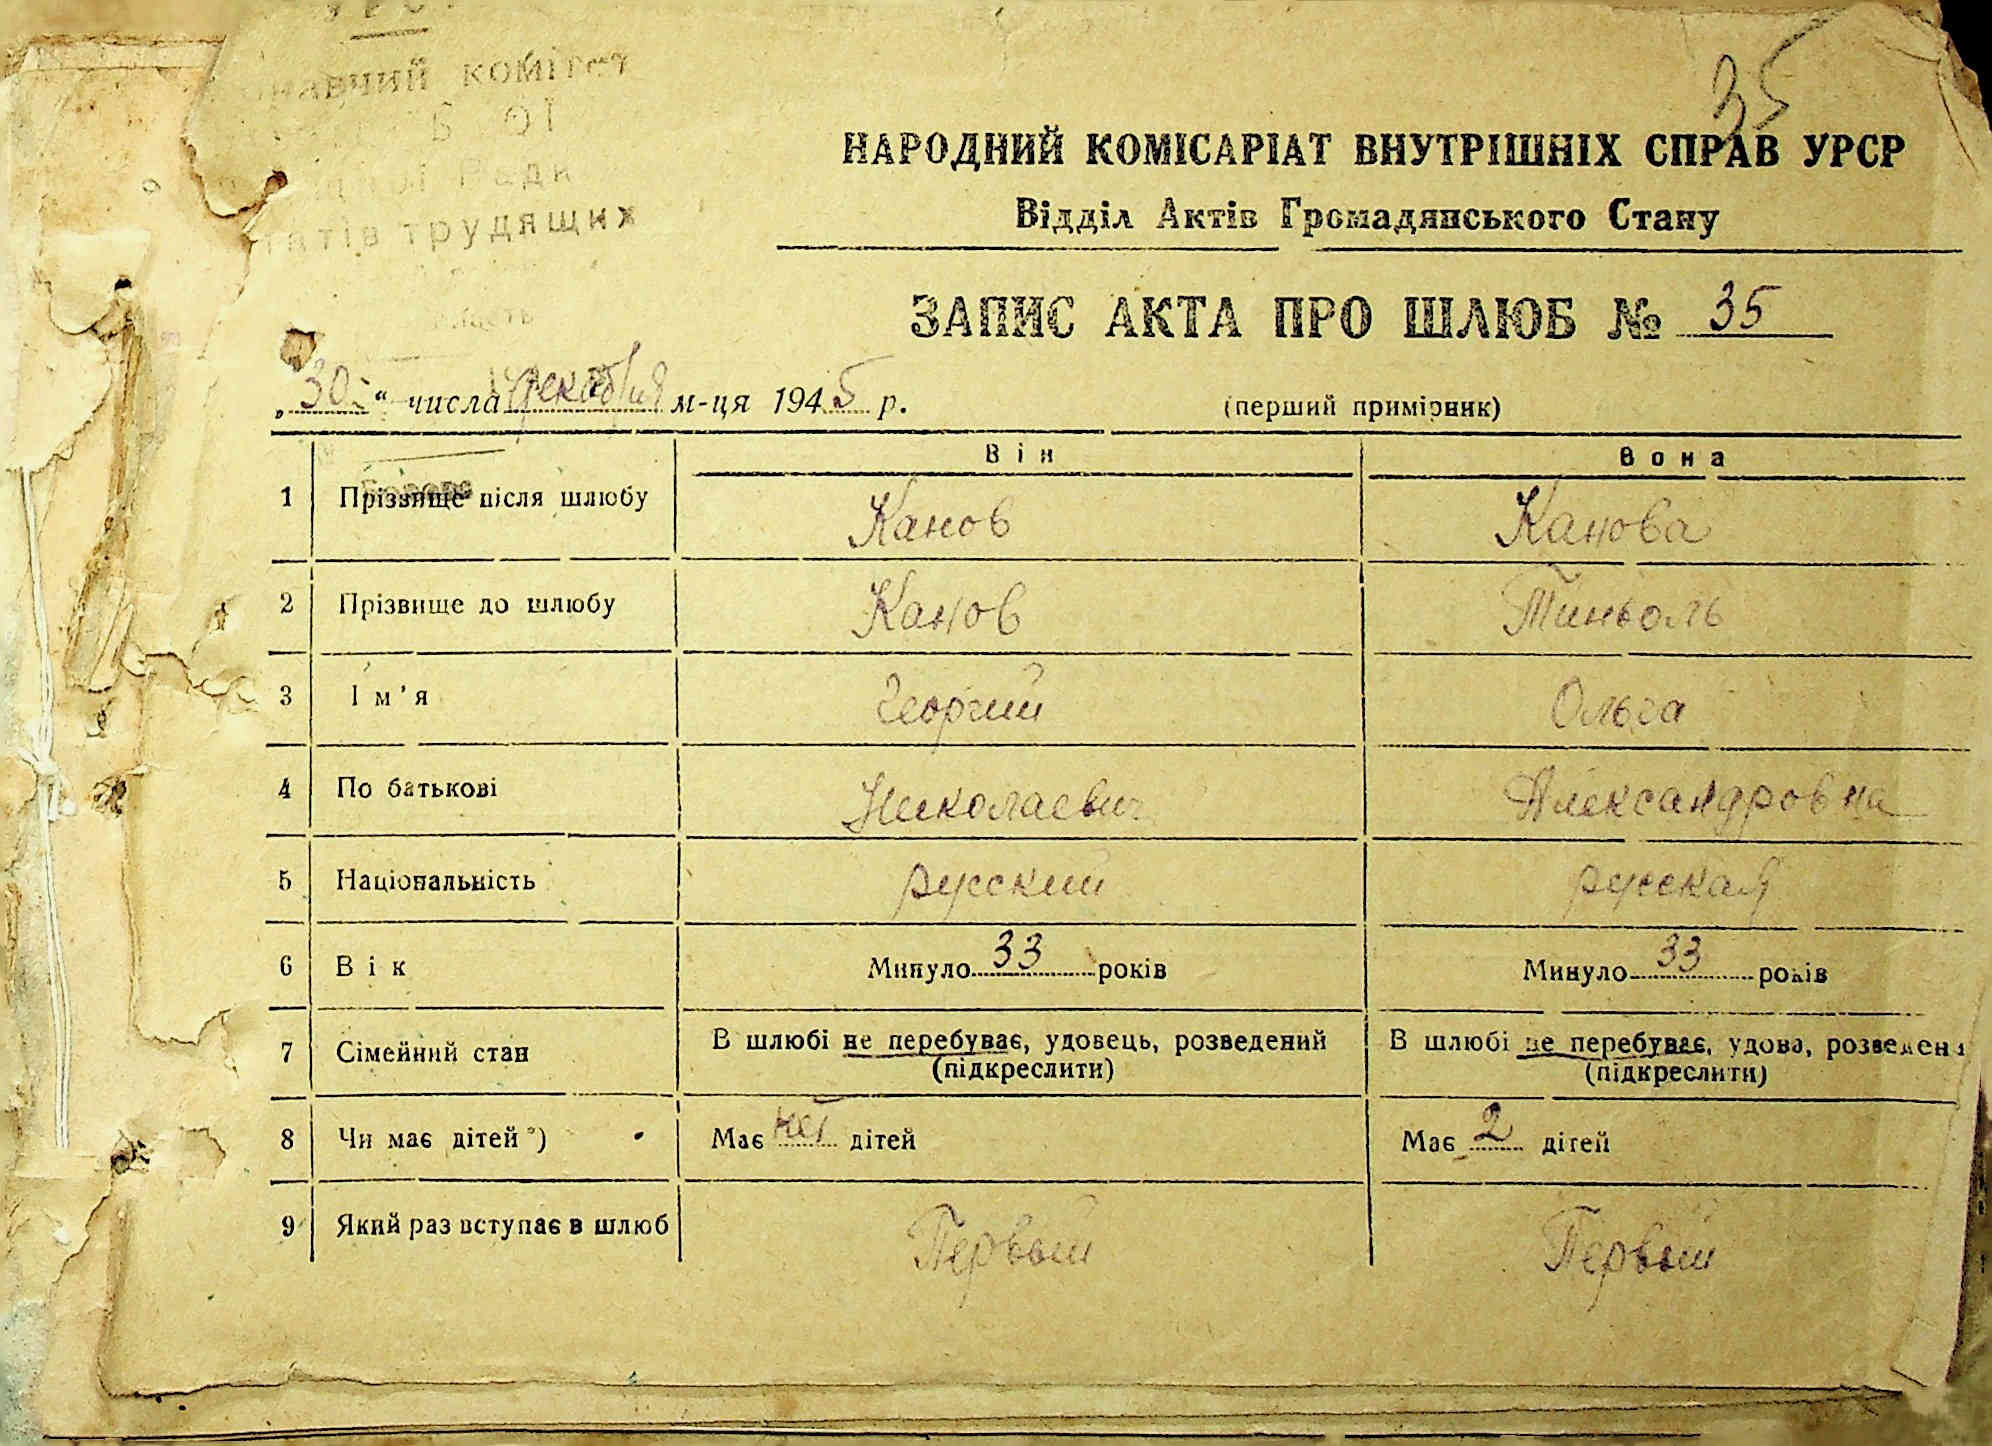 35
комітет
трудящих
НАРОДНИЙ КОМІСАРІАТ ВНУТРІШНІХ СПРАВ УРСР
Відділ Актів Громадянського Стану
ЗАПИС АКТА ПРО ШЛЮБ № 35
„30“ числа декабря м-ця 1945 р.
(перший примірник)
Він Вона
1 Прізвище після шлюбу Канов Канова
2 Прізвище до шлюбу Канов Тиньоль
3 Ім'я Георгий Ольга
4 По батькові Николаевич Александровна
5 Національність русский русская
6 Вік Минуло 33 років Минуло 33 років
7 Сімейний стан В шлюбі не перебуває, удовець, розведений В шлюбі не перебуває, удова, розведена
(підкреслити) (підкреслити)
8 Чи має дітей*) Має нет дітей Має 2 дітей
9 Який раз вступає в шлюб Первый Первый